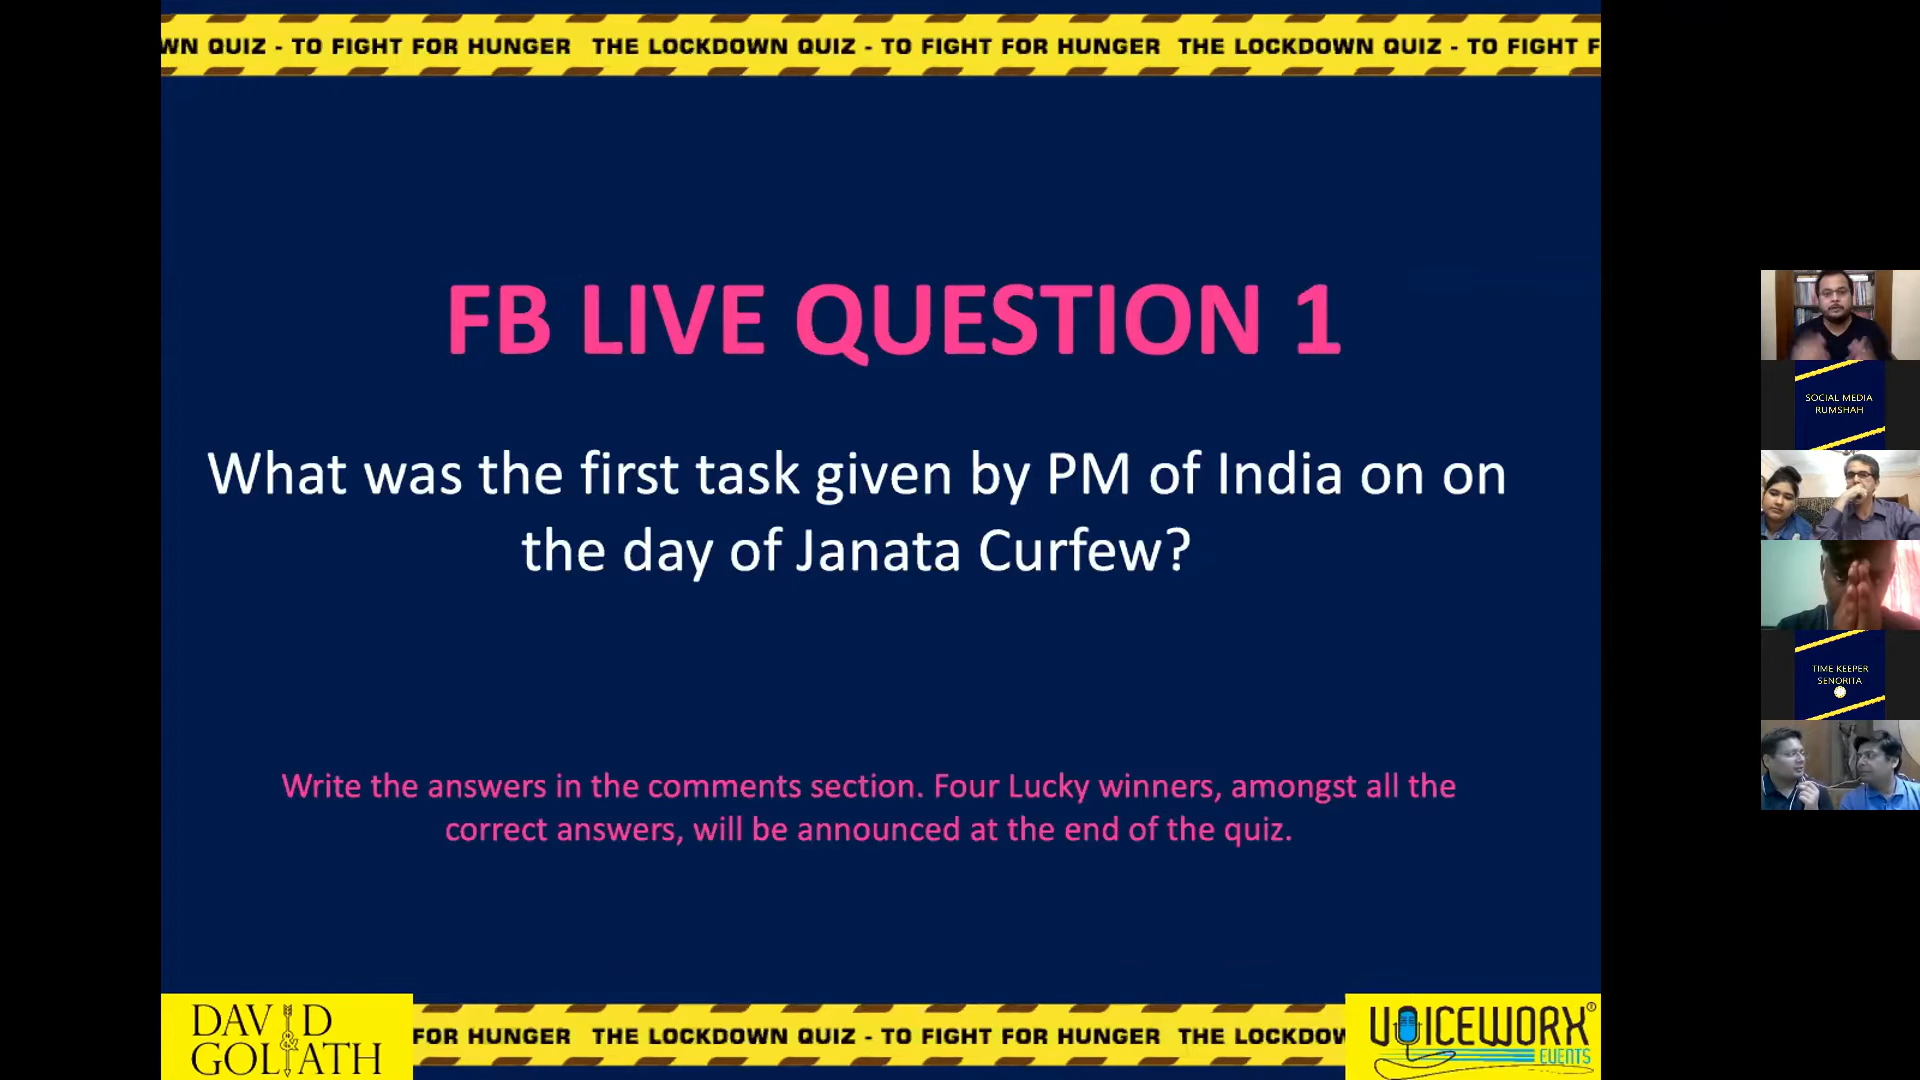 WN QUIZ - TO FIGHT FOR HUNGER THE LOCKDOWN QUIZ - TO FIGHT FOR HUNGER THE LOCKDOWN QUIZ - TO FIGHT F
FB LIVE QUESTION 1
What was the first task given by PM of India on on
the day of Janata Curfew?
Write the answers in the comments section. Four Lucky winners, amongst all the
correct answers, will be announced at the end of the quiz.
SOCIAL MEDIA
RUMSHAH
TIME KEEPER
SENORITA
DAVID
&
GOLIATH
FOR HUNGER THE LOCKDOWN QUIZ - TO FIGHT FOR HUNGER THE LOCKDOW
VOICEWORX®
EVENTS